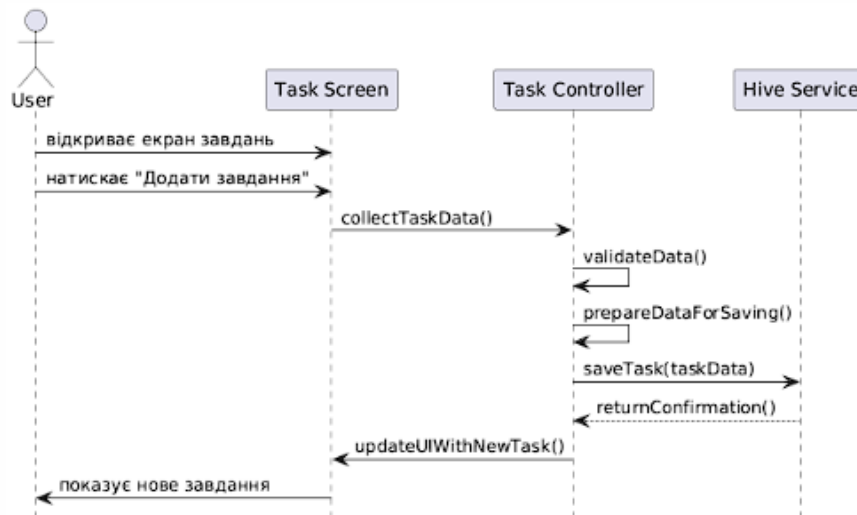 User
Task Screen
Task Controller
Hive Service
відкриває екран завдань
натискає "Додати завдання"
collectTaskData()
validateData()
prepareDataForSaving()
saveTask(taskData)
returnConfirmation()
updateUIWithNewTask()
показує нове завдання